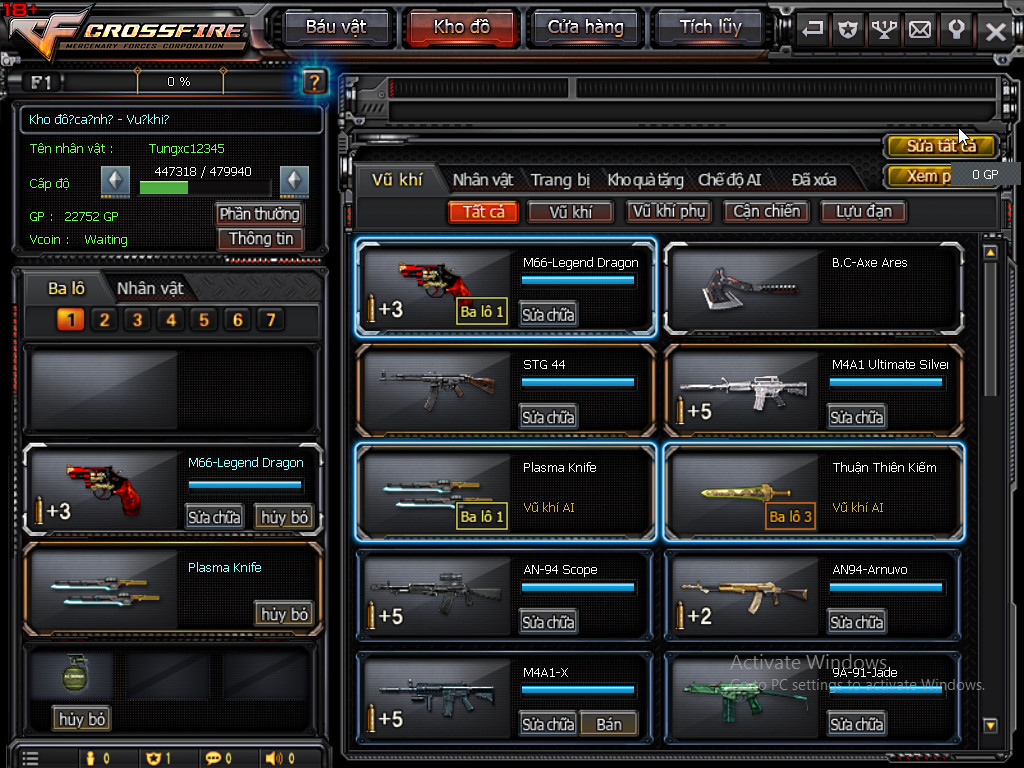 18+
CROSSFIRE
MERCENARY FORCES CORPORATION
Báu vật
Kho đồ
Cửa hàng
Tích lũy
F1
0 %
?
Kho đô?ca?nh? - Vu?khi?
Tên nhân vật : Tungxc12345
Cấp độ
447318 / 479940
GP : 22752 GP
Phần thưởng
Vcoin : Waiting
Thông tin
Sửa tất cả
Xem p
0 GP
Vũ khí
Nhân vật
Trang bị
Kho quà tặng
Chế độ AI
Đã xóa
Tất cả
Vũ khí
Vũ khí phụ
Cận chiến
Lựu đạn
Ba lô
Nhân vật
1 2 3 4 5 6 7
M66-Legend Dragon
+3
Sửa chữa
hủy bỏ
Plasma Knife
hủy bỏ
hủy bỏ
0
1
0
0
M66-Legend Dragon
+3
Ba lô 1
Sửa chữa
B.C-Axe Ares
STG 44
Sửa chữa
M4A1 Ultimate Silver
+5
Sửa chữa
Plasma Knife
Ba lô 1
Vũ khí AI
Thuận Thiên Kiếm
Ba lô 3
Vũ khí AI
AN-94 Scope
+5
Sửa chữa
AN94-Arnuvo
+2
Sửa chữa
M4A1-X
+5
Sửa chữa
Bán
9A-91-Jade
Sửa chữa
Activate Windows
Go to PC settings to activate Windows.